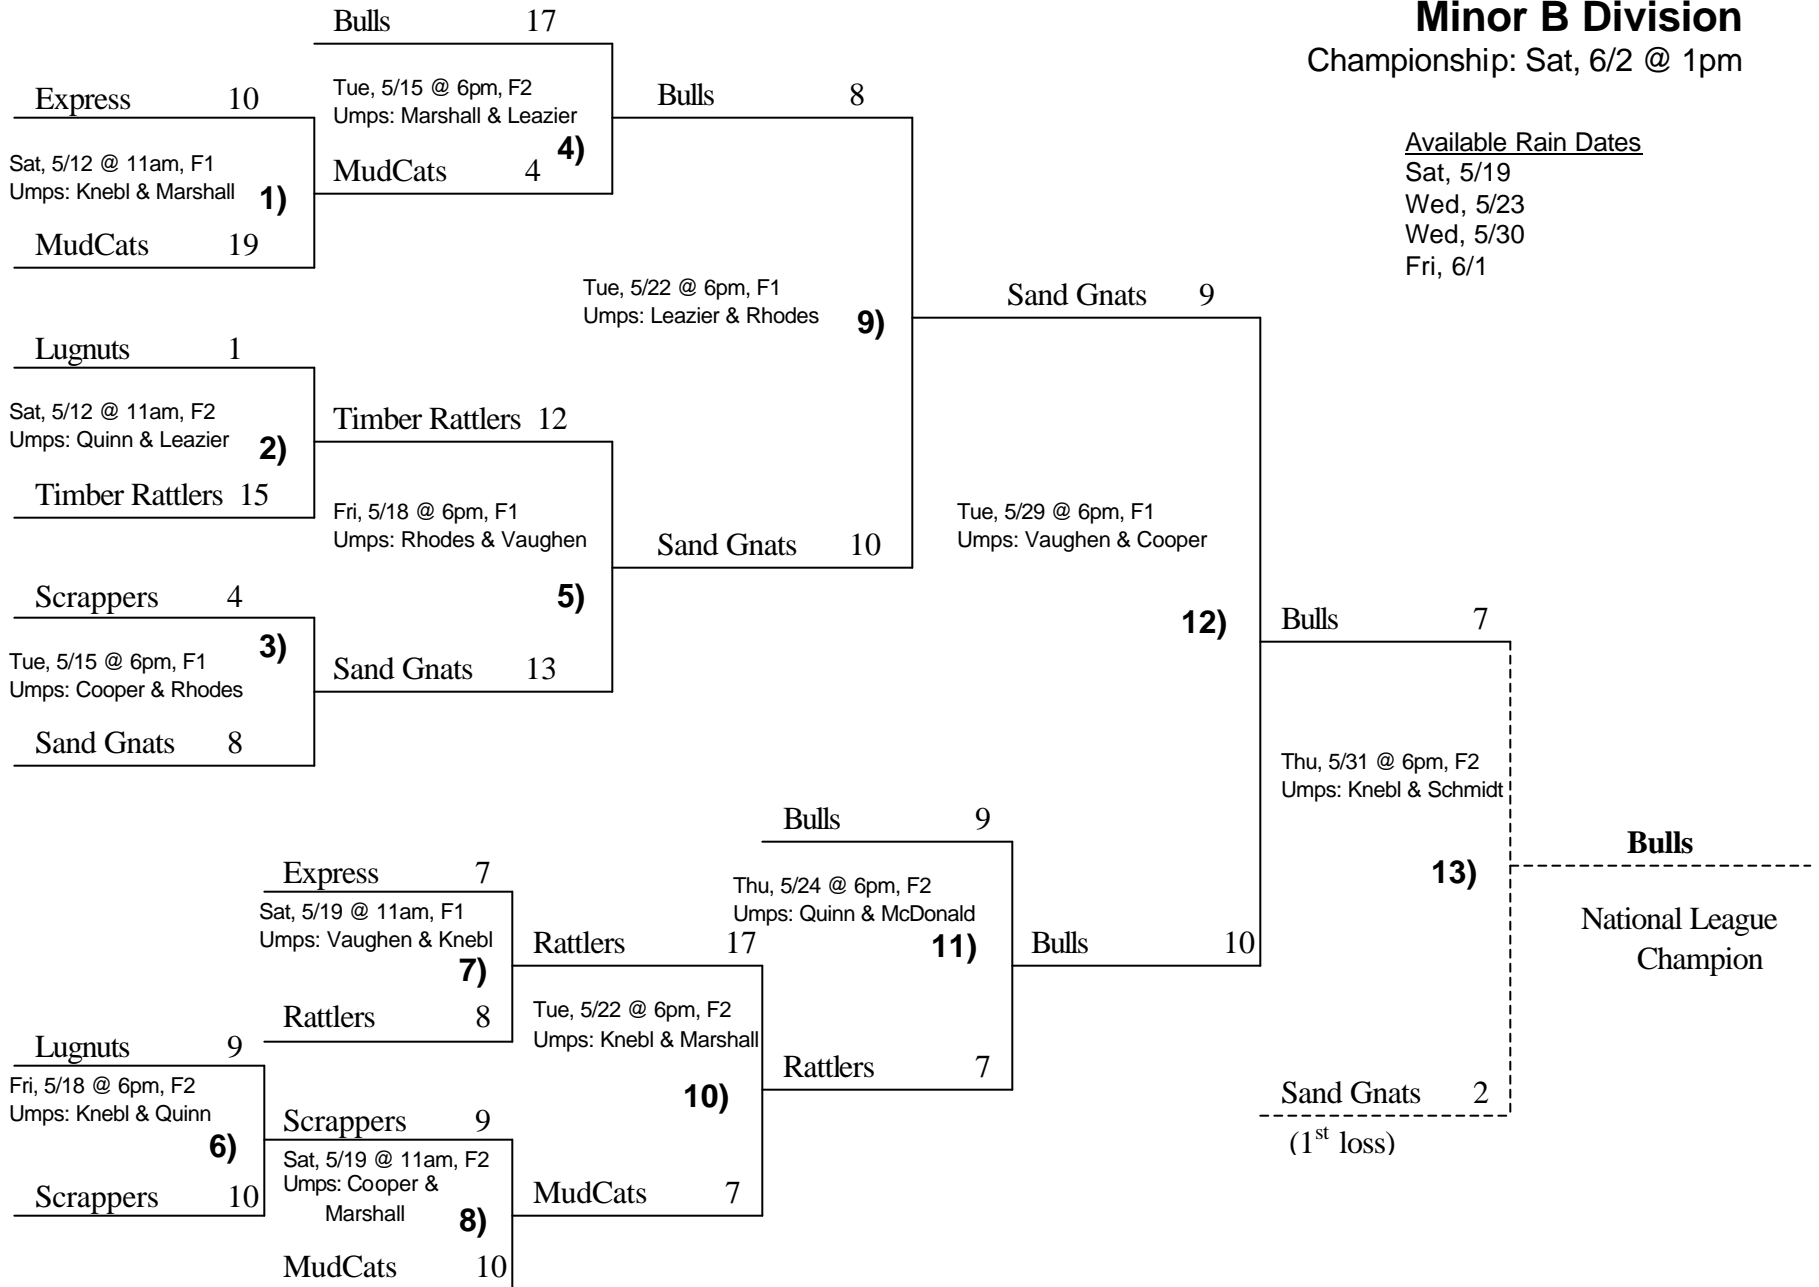 Minor B Division
Championship: Sat, 6/2 @ 1pm
Available Rain Dates
Sat, 5/19
Wed, 5/23
Wed, 5/30
Fri, 6/1
Express 10
Sat, 5/12 @ 11am, F1
Umps: Knebl & Marshall 1)
MudCats 19
Lugnuts 1
Sat, 5/12 @ 11am, F2
Umps: Quinn & Leazier 2)
Timber Rattlers 15
Scrappers 4
3)
Tue, 5/15 @ 6pm, F1
Umps: Cooper & Rhodes
Sand Gnats 8
Bulls 17
Tue, 5/15 @ 6pm, F2
Umps: Marshall & Leazier
4)
MudCats 4
Timber Rattlers 12
Fri, 5/18 @ 6pm, F1
Umps: Rhodes & Vaughen
5)
Sand Gnats 13
Bulls 8
Tue, 5/22 @ 6pm, F1
Umps: Leazier & Rhodes 9)
Sand Gnats 10
Sand Gnats 9
Tue, 5/29 @ 6pm, F1
Umps: Vaughen & Cooper
12)
Bulls 10
Lugnuts 9
Fri, 5/18 @ 6pm, F2
Umps: Knebl & Quinn
6)
Scrappers 10
Express 7
Sat, 5/19 @ 11am, F1
Umps: Vaughen & Knebl
7)
Rattlers 8
Scrappers 9
Sat, 5/19 @ 11am, F2
Umps: Cooper &
Marshall 8)
MudCats 10
Rattlers 17
Tue, 5/22 @ 6pm, F2
Umps: Knebl & Marshall
10)
MudCats 7
Bulls 9
Thu, 5/24 @ 6pm, F2
Umps: Quinn & McDonald
11)
Rattlers 7
Bulls 7
Thu, 5/31 @ 6pm, F2
Umps: Knebl & Schmidt
13)
Sand Gnats 2
(1st loss)
Bulls
National League
Champion